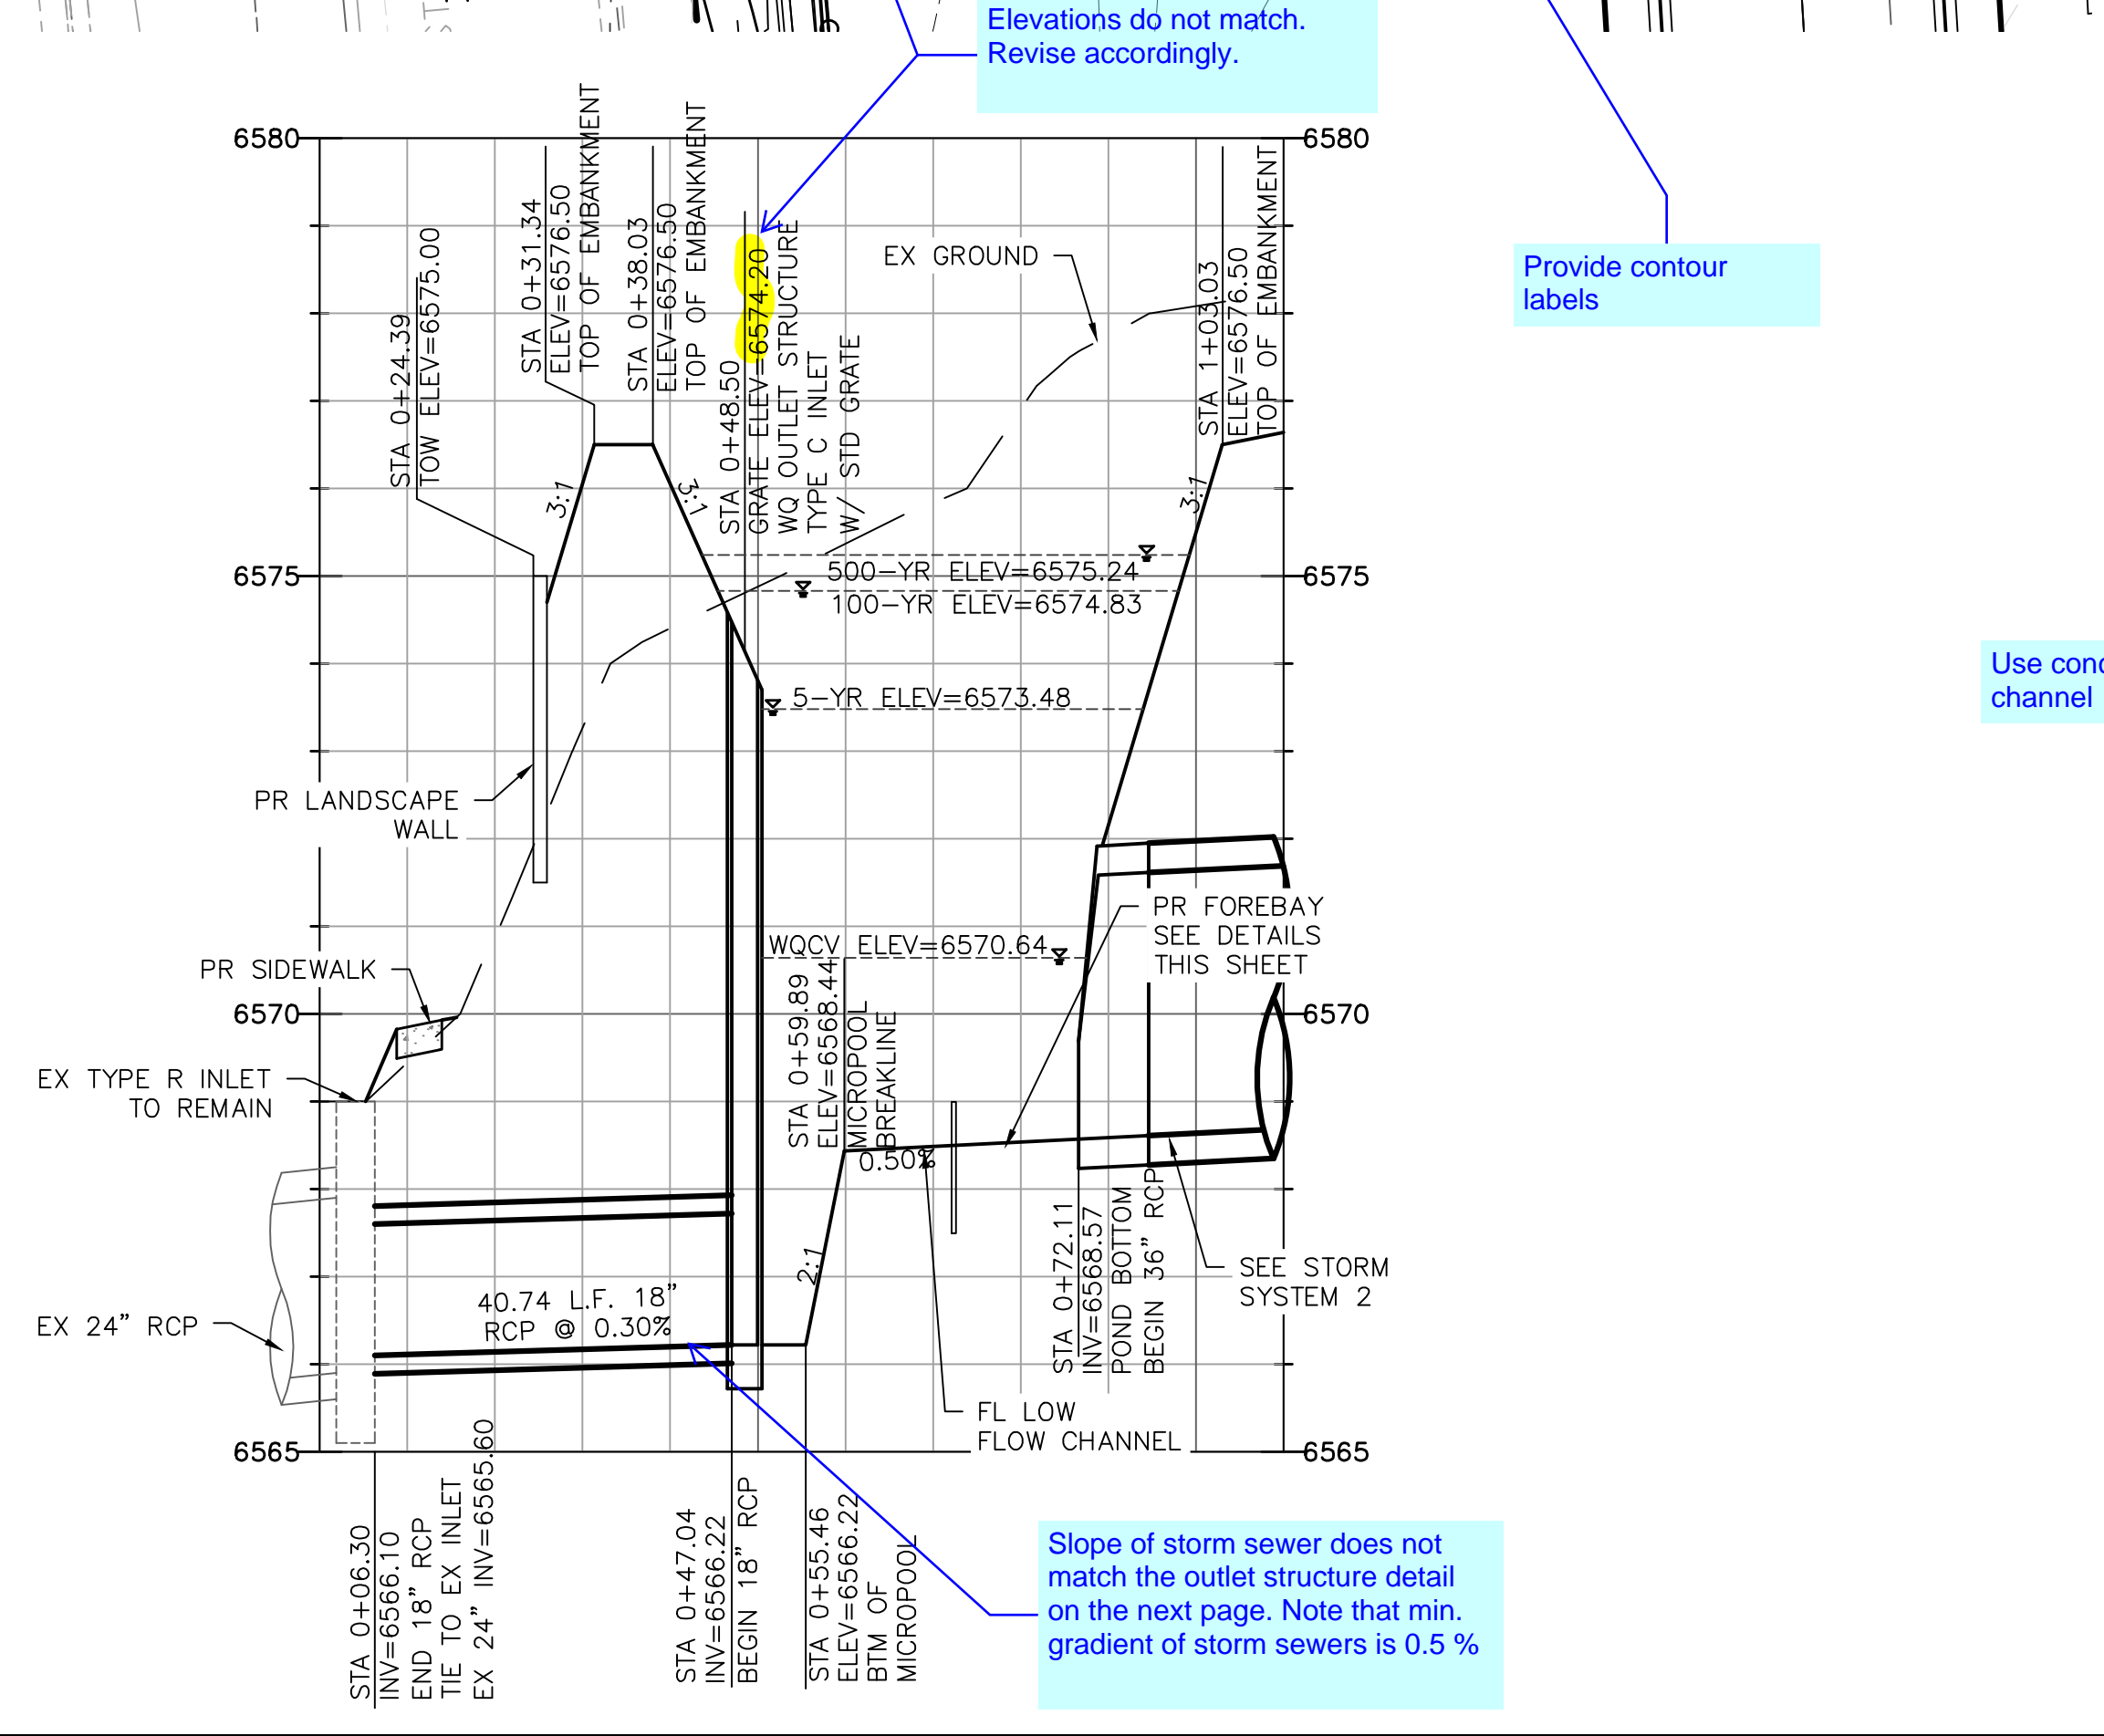 Elevations do not match.
Revise accordingly.
6580
6580
STA 0+24.39
TOW ELEV=6575.00
STA 0+31.34
ELEV=6576.50
TOP OF EMBANKMENT
STA 0+38.03
ELEV=6576.50
TOP OF EMBANKMENT
STA 0+48.50
GRATE ELEV=6574.20
WQ OUTLET STRUCTURE
TYPE C INLET
W/ STD GRATE
EX GROUND
STA 1+03.03
ELEV=6576.50
TOP OF EMBANKMENT
Provide contour
labels
3:1
3:1
3:1
6575
6575
500-YR ELEV=6575.24
100-YR ELEV=6574.83
5-YR ELEV=6573.48
channel
PR LANDSCAPE
WALL
PR FOREBAY
SEE DETAILS
THIS SHEET
WQCV ELEV=6570.64
PR SIDEWALK
6570
6570
STA 0+59.89
ELEV=6568.44
MICROPOOL
BREAKLINE
EX TYPE R INLET
TO REMAIN
0.50%
2:1
STA 0+72.11
INV=6568.57
POND BOTTOM
BEGIN 36" RCP
SEE STORM
SYSTEM 2
40.74 L.F. 18"
RCP @ 0.30%
EX 24" RCP
FL LOW
FLOW CHANNEL
6565
6565
STA 0+06.30
INV=6566.10
END 18" RCP
TIE TO EX INLET
EX 24" INV=6565.60
STA 0+47.04
INV=6566.22
BEGIN 18" RCP
STA 0+55.46
ELEV=6566.22
BTM OF
MICROPOOL
Slope of storm sewer does not
match the outlet structure detail
on the next page. Note that min.
gradient of storm sewers is 0.5 %
Use